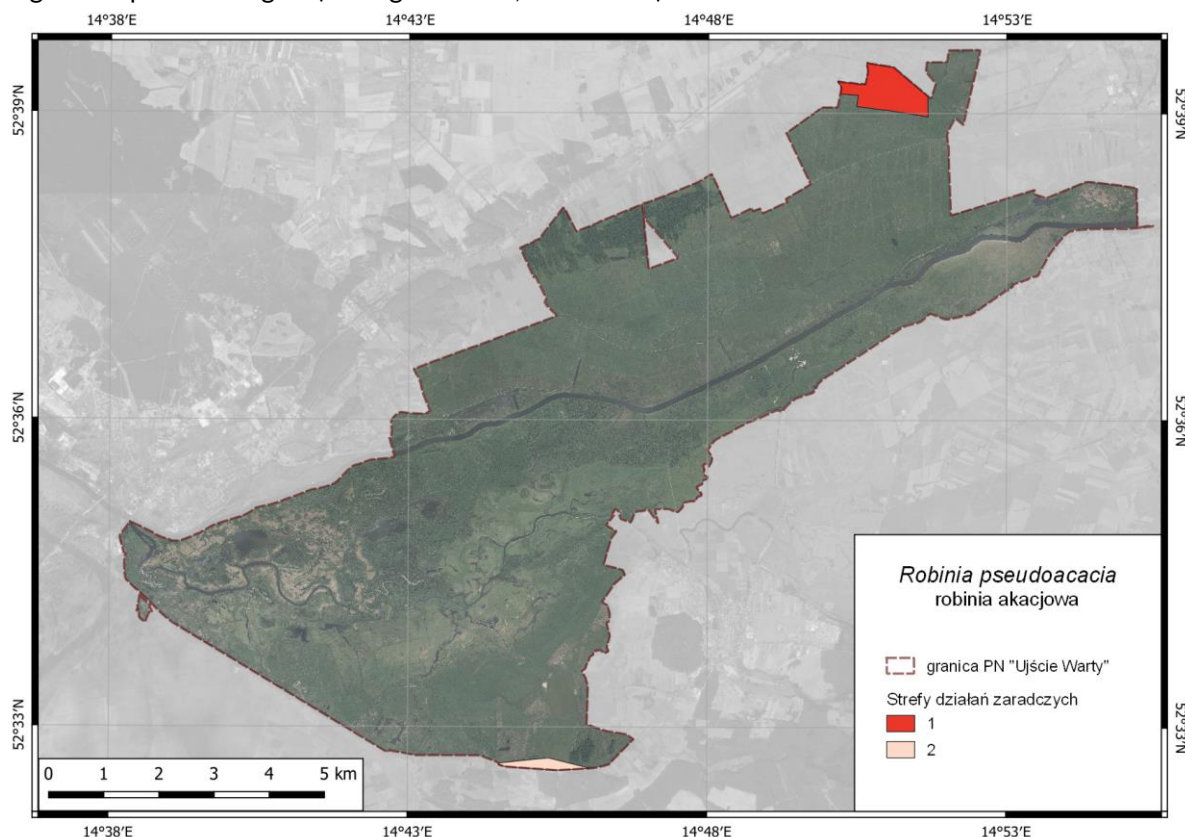 14°38'E 14°43'E 14°48'E 14°53'E
52°39'N 52°39'N
52°36'N 52°36'N
Robinia pseudoacacia
robinia akacjowa
granica PN "Ujście Warty"
Strefy działań zaradczych
1
2
52°33'N 52°33'N
0 1 2 3 4 5 km
14°38'E 14°43'E 14°48'E 14°53'E